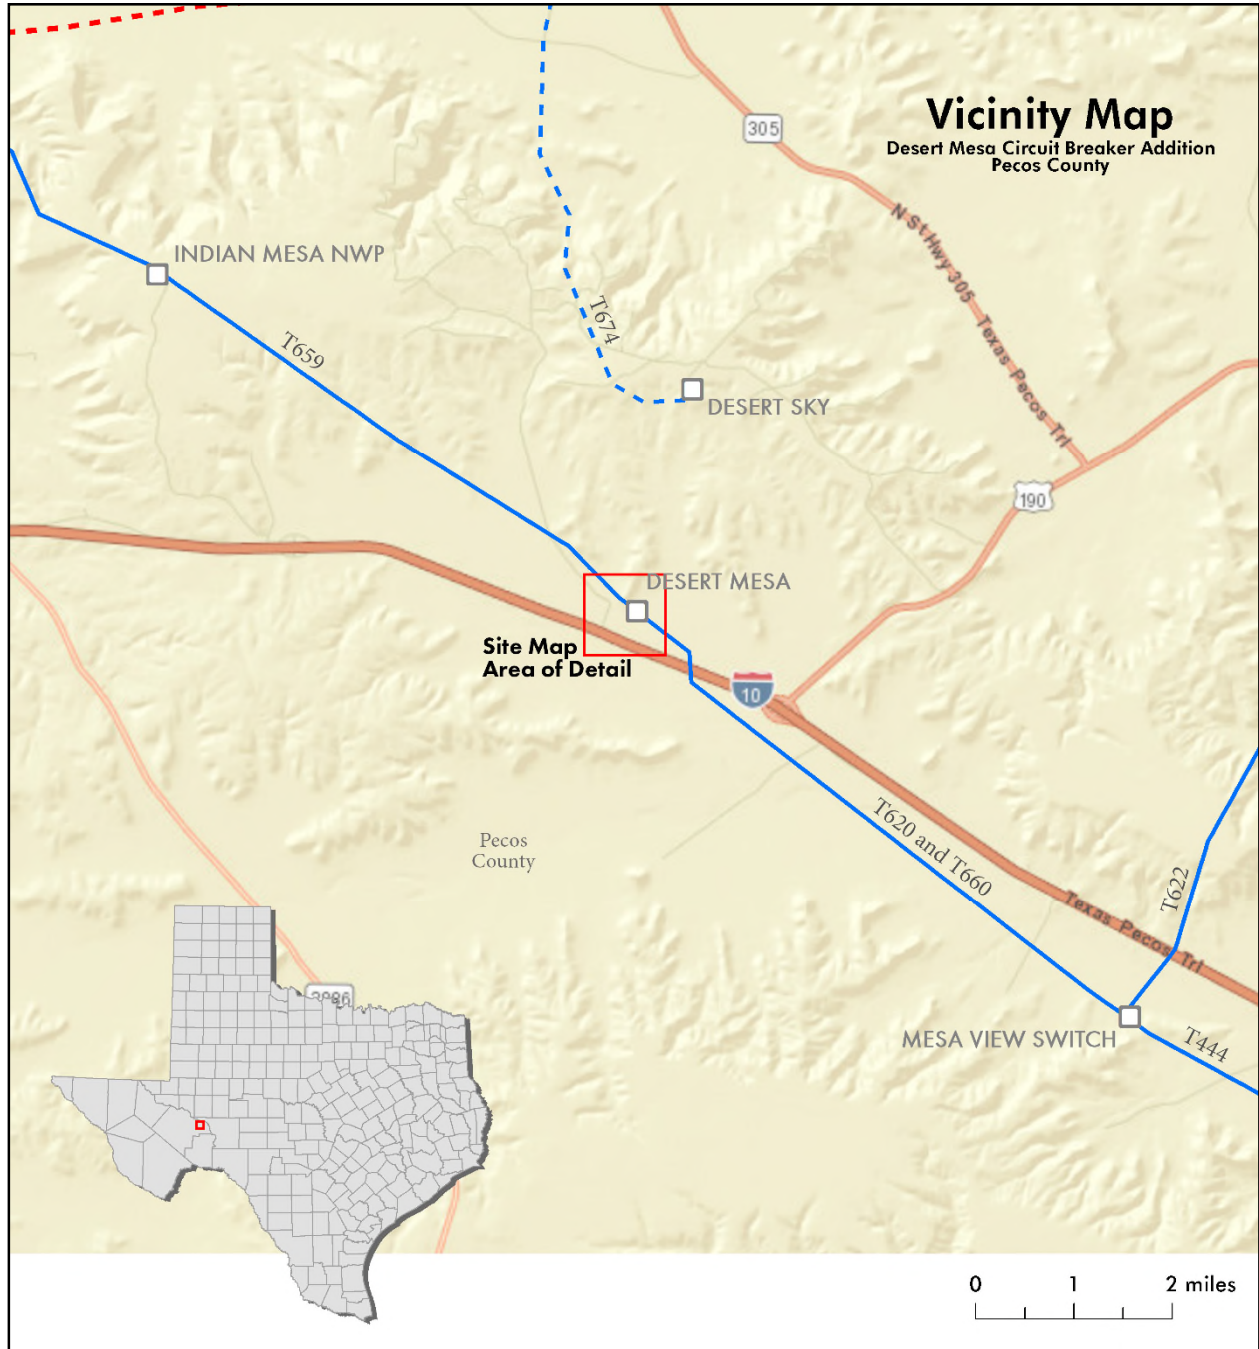 Vicinity Map
Desert Mesa Circuit Breaker Addition
Pecos County
305
N St Hwy 305 Texas Pecos Trl
INDIAN MESA NWP
T659
T674
DESERT SKY
190
DESERT MESA
Site Map
Area of Detail
10
T620 and T660
Pecos
County
T622
Texas Pecos Trl
MESA VIEW SWITCH
T444
0 1 2 miles